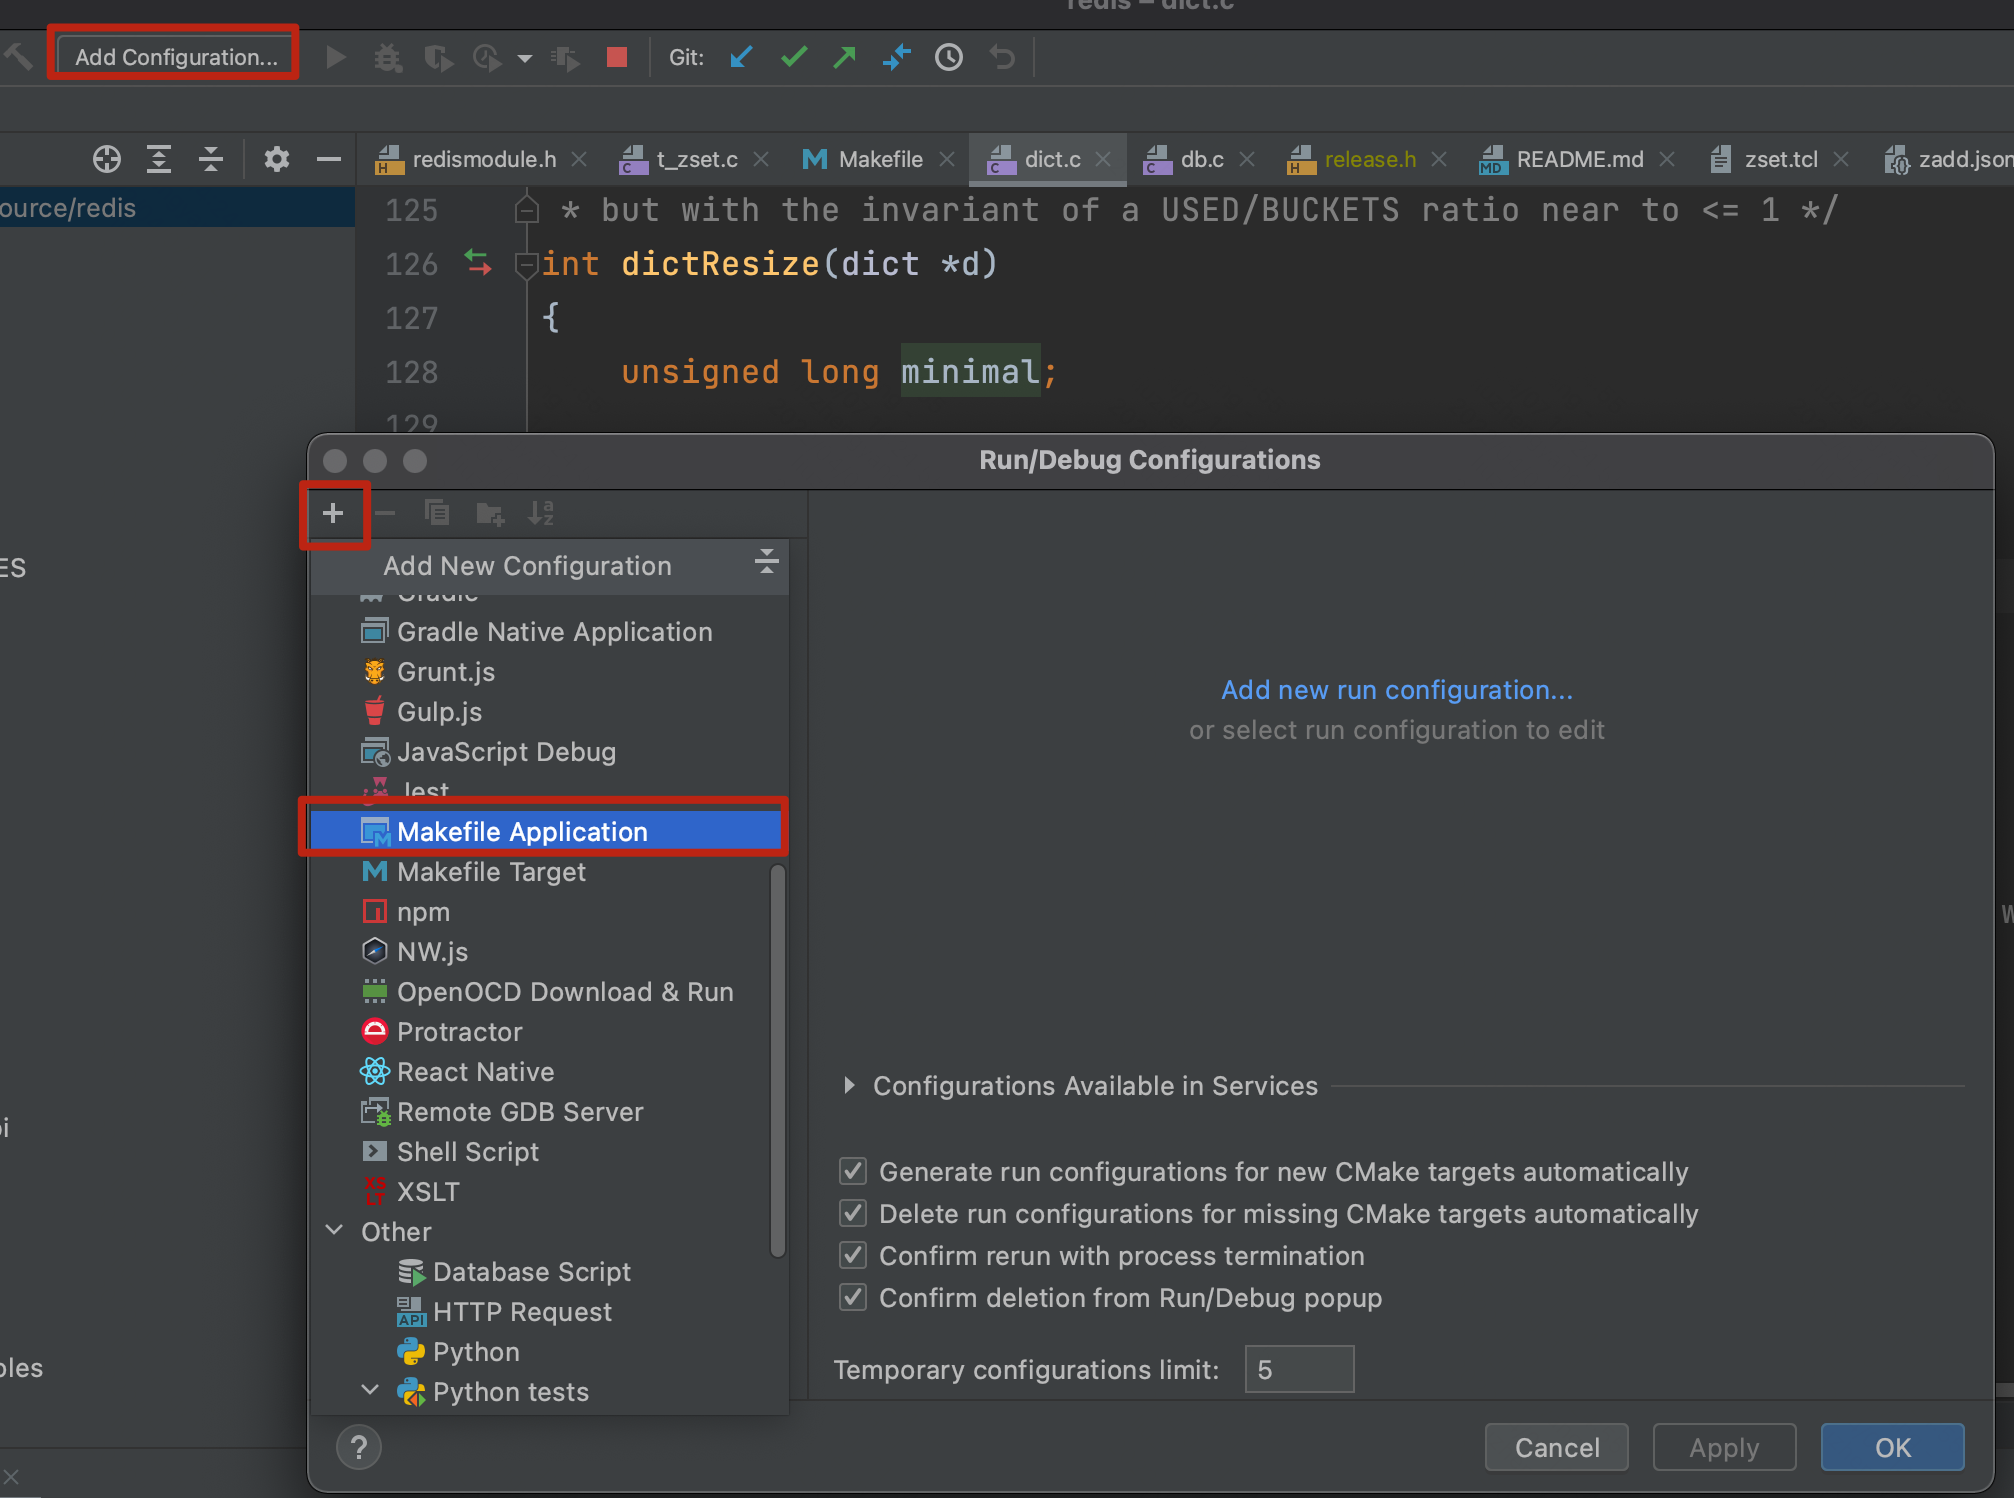 redis – dict.c
Add Configuration...
Git:
redismodule.h
t_zset.c
Makefile
dict.c
db.c
release.h
README.md
zset.tcl
zadd.json
ource/redis
125 * but with the invariant of a USED/BUCKETS ratio near to <= 1 */
126 int dictResize(dict *d)
127 {
128 unsigned long minimal;
129
Run/Debug Configurations
Add New Configuration
Gradle
Gradle Native Application
Grunt.js
Gulp.js
JavaScript Debug
Jest
Makefile Application
Makefile Target
npm
NW.js
OpenOCD Download & Run
Protractor
React Native
Remote GDB Server
Shell Script
XSLT
Other
Database Script
HTTP Request
Python
Python tests
Add new run configuration...
or select run configuration to edit
Configurations Available in Services
Generate run configurations for new CMake targets automatically
Delete run configurations for missing CMake targets automatically
Confirm rerun with process termination
Confirm deletion from Run/Debug popup
Temporary configurations limit: 5
ES
oi
ples
?
Cancel
Apply
OK